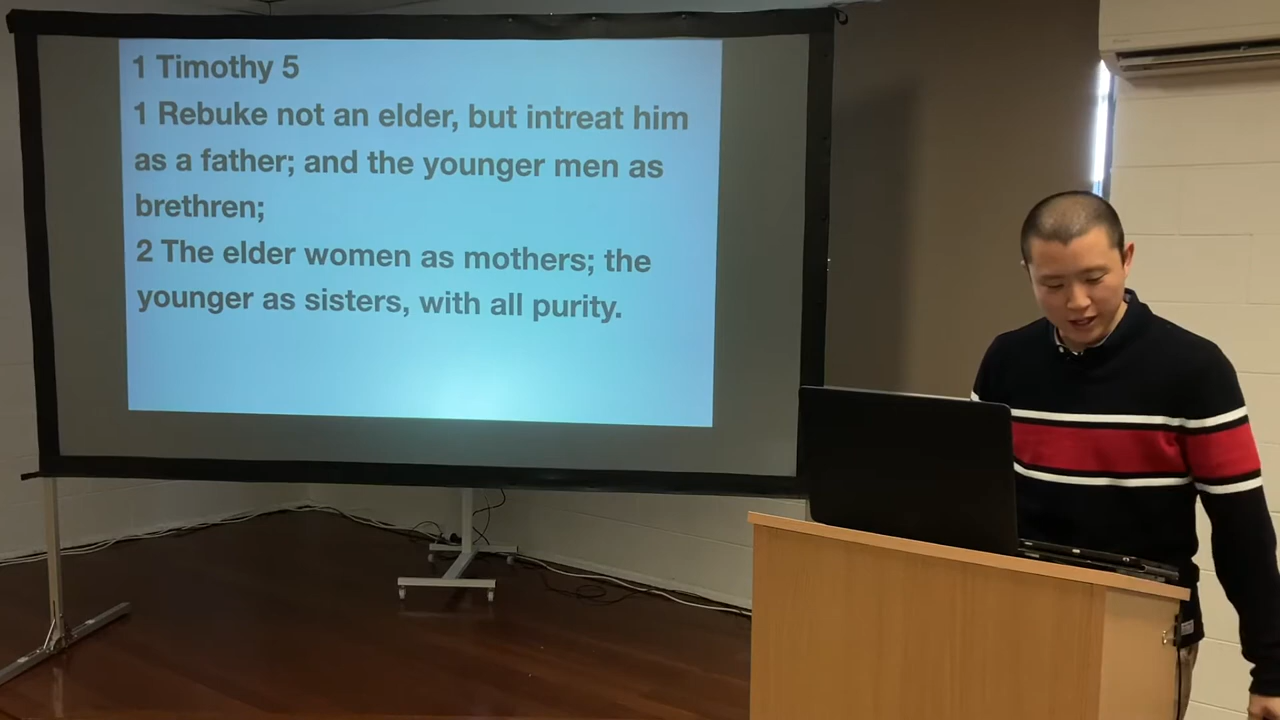 1 Timothy 5
1 Rebuke not an elder, but intreat him
as a father; and the younger men as
brethren;
2 The elder women as mothers; the
younger as sisters, with all purity.